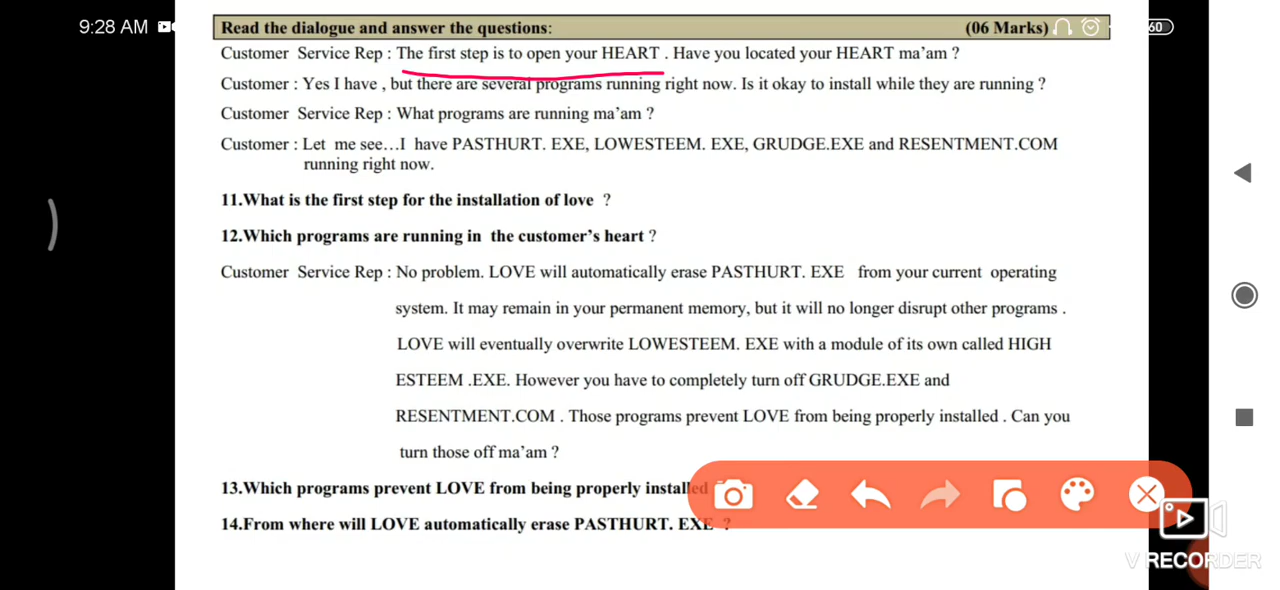 9:28 AM
60
Read the dialogue and answer the questions: (06 Marks)
Customer Service Rep : The first step is to open your HEART . Have you located your HEART ma’am ?
Customer : Yes I have , but there are several programs running right now. Is it okay to install while they are running ?
Customer Service Rep : What programs are running ma’am ?
Customer : Let me see…I have PASTHURT. EXE, LOWESTEEM. EXE, GRUDGE.EXE and RESENTMENT.COM
running right now.
11.What is the first step for the installation of love ?
12.Which programs are running in the customer’s heart ?
Customer Service Rep : No problem. LOVE will automatically erase PASTHURT. EXE from your current operating
system. It may remain in your permanent memory, but it will no longer disrupt other programs .
LOVE will eventually overwrite LOWESTEEM. EXE with a module of its own called HIGH
ESTEEM .EXE. However you have to completely turn off GRUDGE.EXE and
RESENTMENT.COM . Those programs prevent LOVE from being properly installed . Can you
turn those off ma’am ?
13.Which programs prevent LOVE from being properly installed
14.From where will LOVE automatically erase PASTHURT. EXE ?
V RECORDER